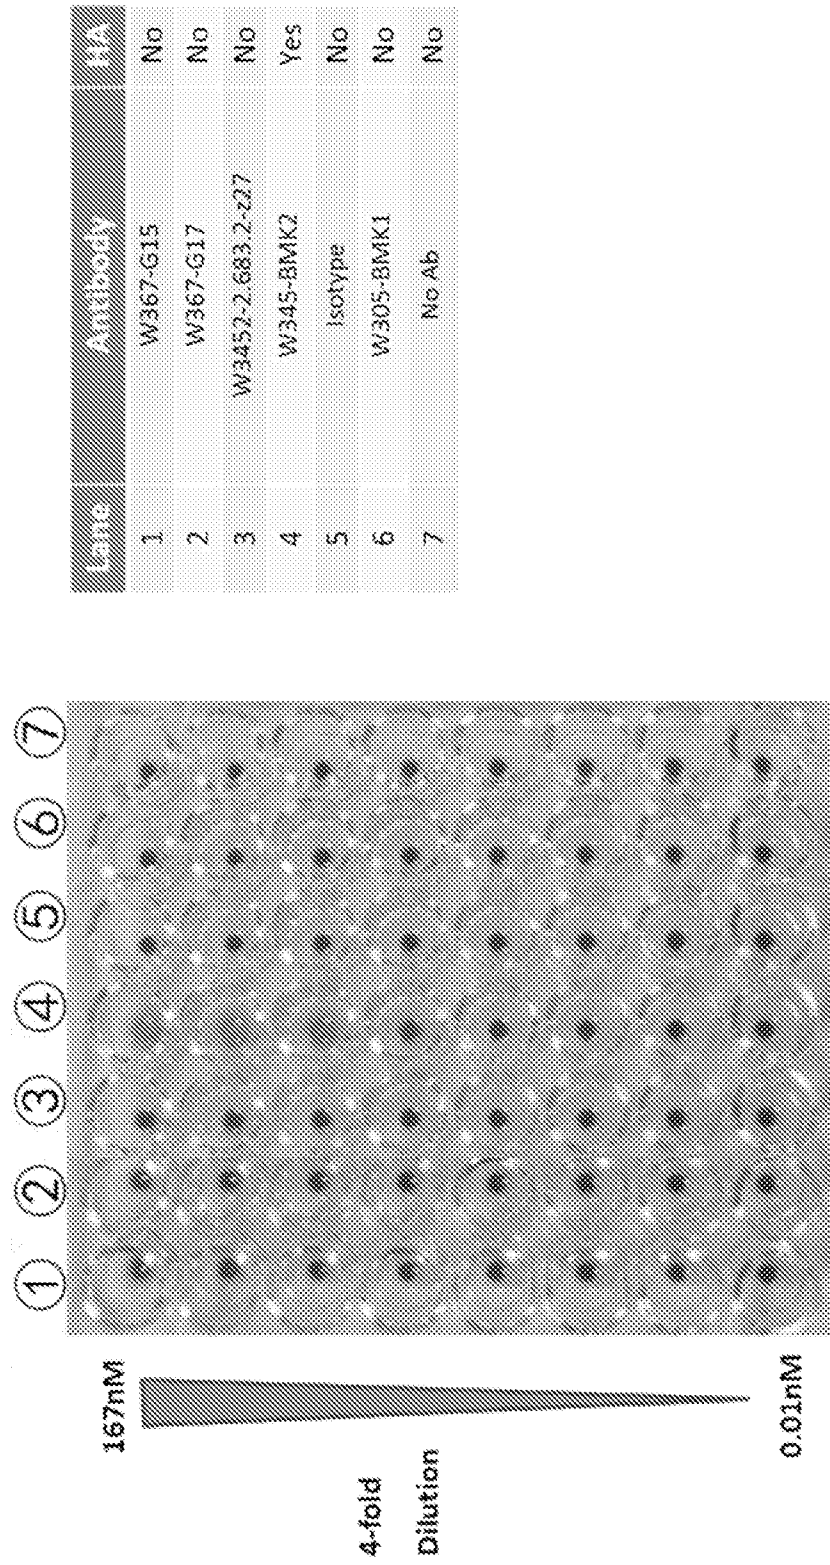 ① ② ③ ④ ⑤ ⑥ ⑦
167nM
4-fold
Dilution
0.01nM
Lane Antibody HA
1 W367-G15 No
2 W367-G17 No
3 W3452-2.683.2-z27 No
4 W345-BMK2 Yes
5 Isotype No
6 W305-BMK1 No
7 No Ab No